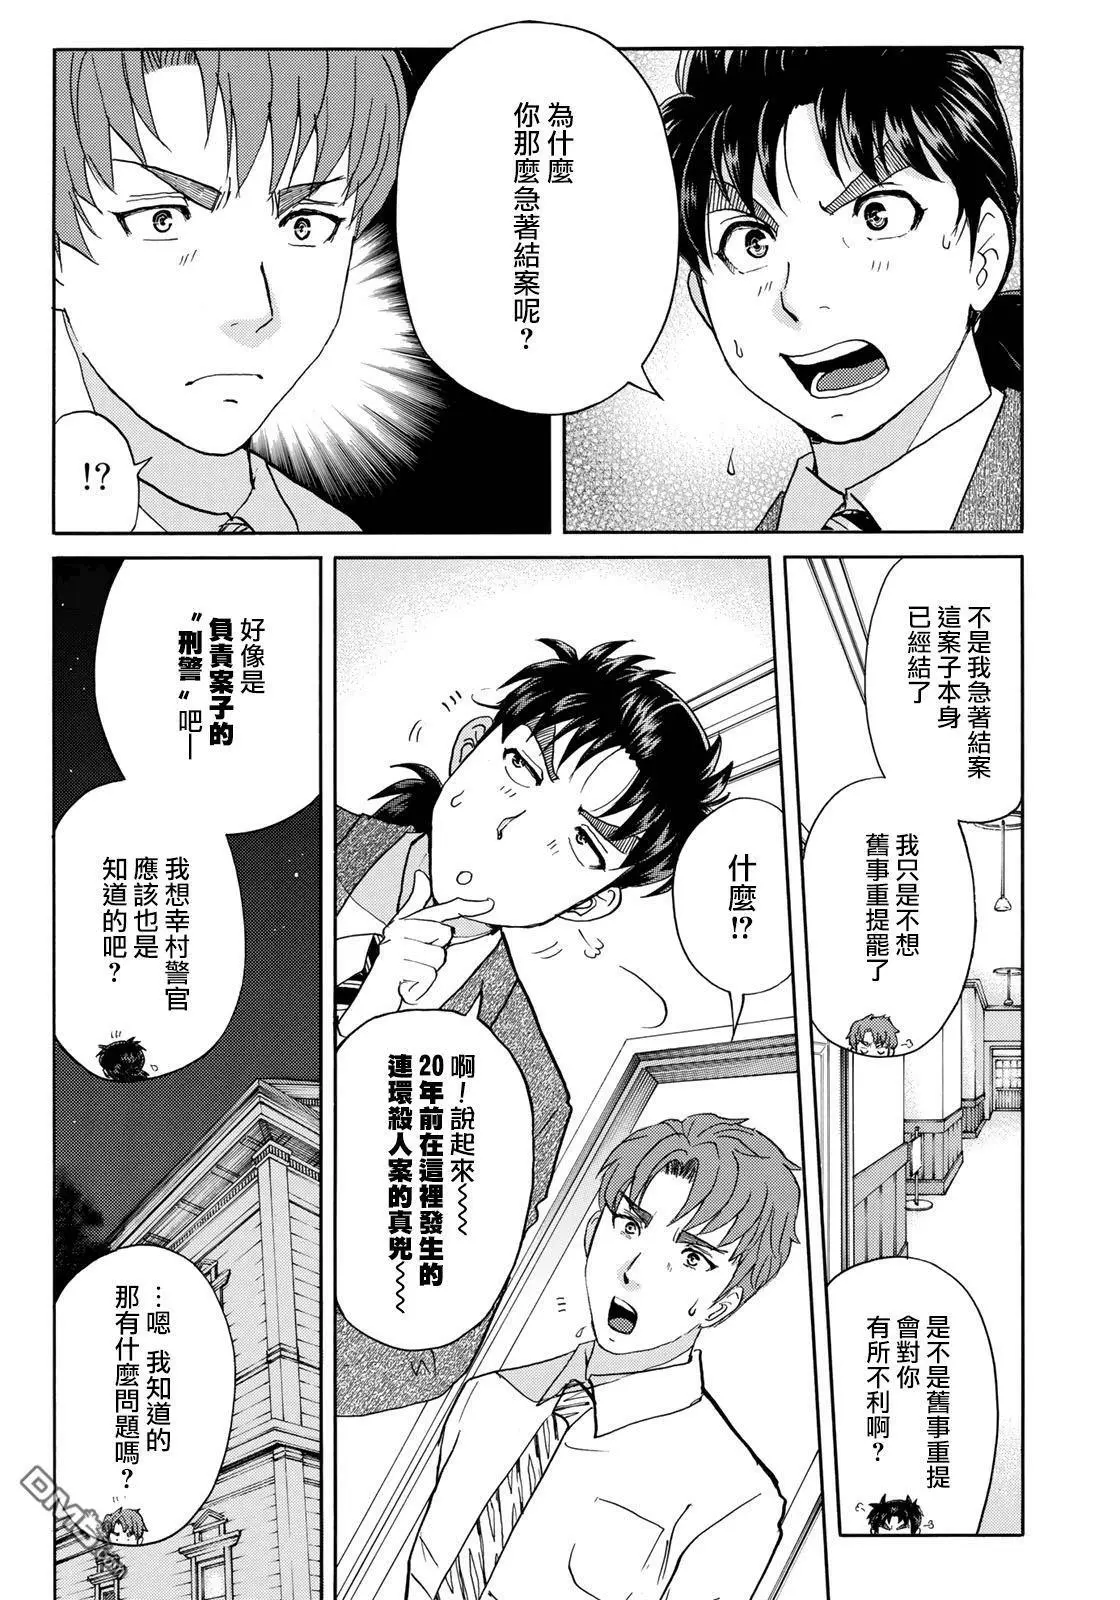 為什麼
你那麼急著結案呢？
！？
不是我急著結案
這案子本身
已經結了
我只是不想
舊事重提罷了
是不是舊事重提
會對你
有所不利啊？
什麼！？
啊！說起來～～～
20年前在這裡發生的
連環殺人案的真兇～～～
好像是
負責案子的
〝刑警〞吧—
我想幸村警官
應該也是
知道的吧？
…嗯 我知道的
那有什麼問題嗎？